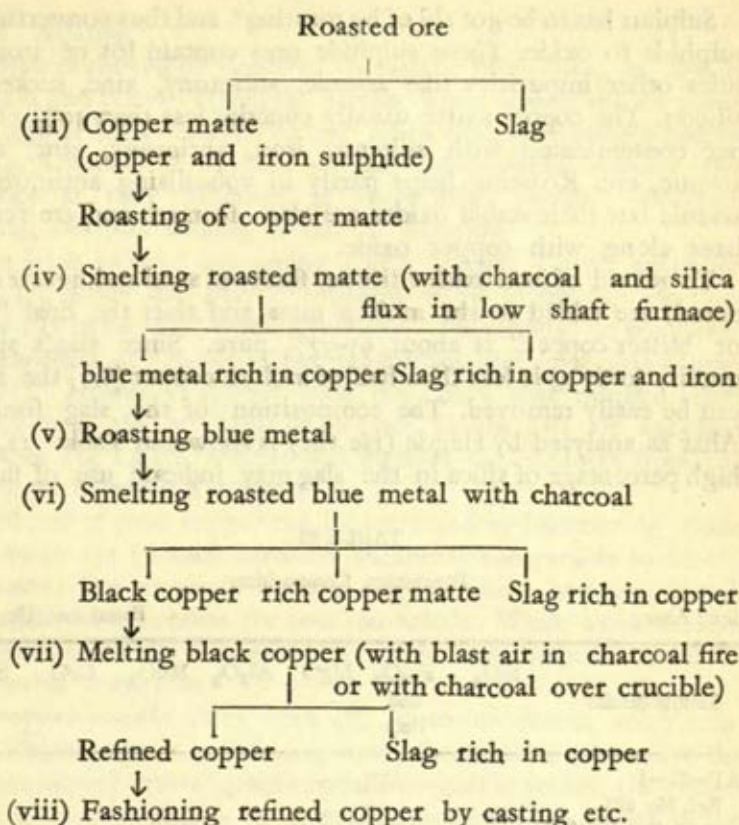 Roasted ore
(iii) Copper matte Slag
(copper and iron sulphide)
Roasting of copper matte
(iv) Smelting roasted matte (with charcoal and silica
flux in low shaft furnace)
blue metal rich in copper Slag rich in copper and iron
(v) Roasting blue metal
(vi) Smelting roasted blue metal with charcoal
Black copper rich copper matte Slag rich in copper
(vii) Melting black copper (with blast air in charcoal fire
or with charcoal over crucible)
Refined copper Slag rich in copper
(viii) Fashioning refined copper by casting etc.